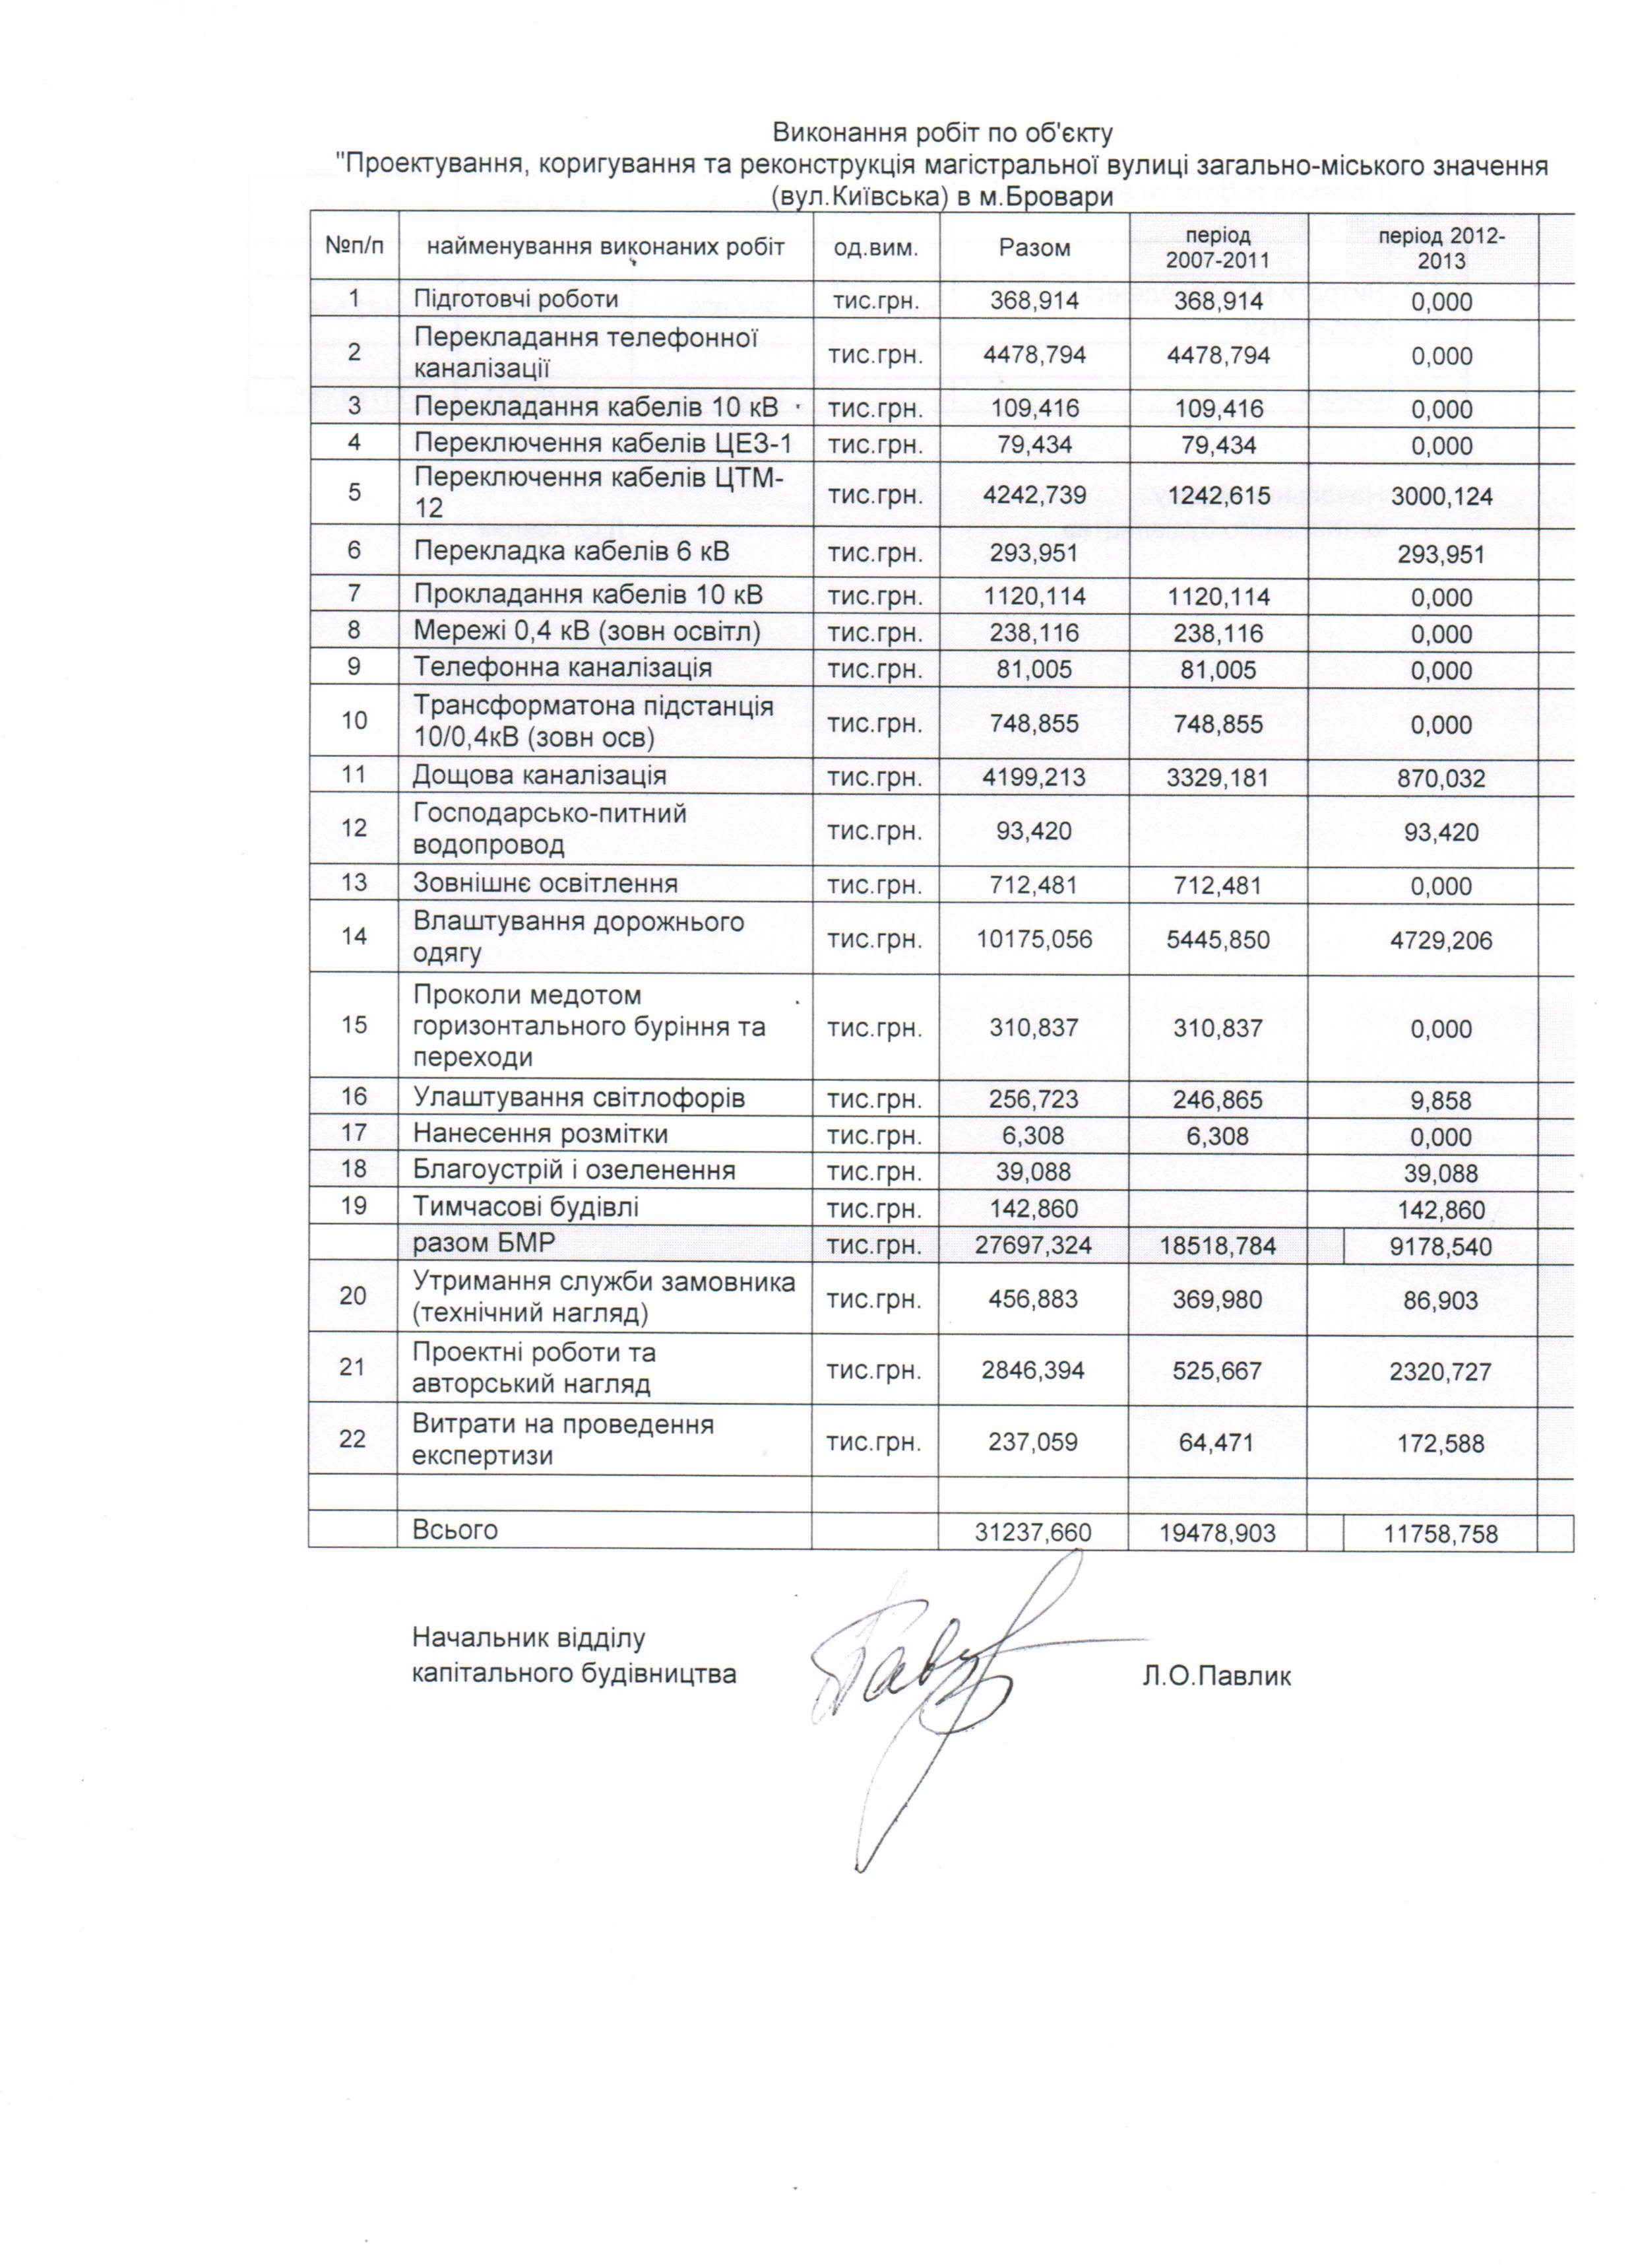 Виконання робіт по об'єкту
"Проектування, коригування та реконструкція магістральної вулиці загально-міського значення
(вул.Київська) в м.Бровари
№п/п найменування виконаних робіт од.вим. Разом період 2007-2011 період 2012-2013
1 Підготовчі роботи тис.грн. 368,914 368,914 0,000
2 Перекладання телефонної каналізації тис.грн. 4478,794 4478,794 0,000
3 Перекладання кабелів 10 кВ тис.грн. 109,416 109,416 0,000
4 Переключення кабелів ЦЕЗ-1 тис.грн. 79,434 79,434 0,000
5 Переключення кабелів ЦТМ-12 тис.грн. 4242,739 1242,615 3000,124
6 Перекладка кабелів 6 кВ тис.грн. 293,951 293,951
7 Прокладання кабелів 10 кВ тис.грн. 1120,114 1120,114 0,000
8 Мережі 0,4 кВ (зовн освітл) тис.грн. 238,116 238,116 0,000
9 Телефонна каналізація тис.грн. 81,005 81,005 0,000
10 Трансформатона підстанція 10/0,4кВ (зовн осв) тис.грн. 748,855 748,855 0,000
11 Дощова каналізація тис.грн. 4199,213 3329,181 870,032
12 Господарсько-питний водопровод тис.грн. 93,420 93,420
13 Зовнішнє освітлення тис.грн. 712,481 712,481 0,000
14 Влаштування дорожнього одягу тис.грн. 10175,056 5445,850 4729,206
15 Проколи медотом горизонтального буріння та переходи тис.грн. 310,837 310,837 0,000
16 Улаштування світлофорів тис.грн. 256,723 246,865 9,858
17 Нанесення розмітки тис.грн. 6,308 6,308 0,000
18 Благоустрій і озеленення тис.грн. 39,088 39,088
19 Тимчасові будівлі тис.грн. 142,860 142,860
разом БМР тис.грн. 27697,324 18518,784 9178,540
20 Утримання служби замовника (технічний нагляд) тис.грн. 456,883 369,980 86,903
21 Проектні роботи та авторський нагляд тис.грн. 2846,394 525,667 2320,727
22 Витрати на проведення експертизи тис.грн. 237,059 64,471 172,588
Всього 31237,660 19478,903 11758,758
Начальник відділу
капітального будівництва Л.О.Павлик